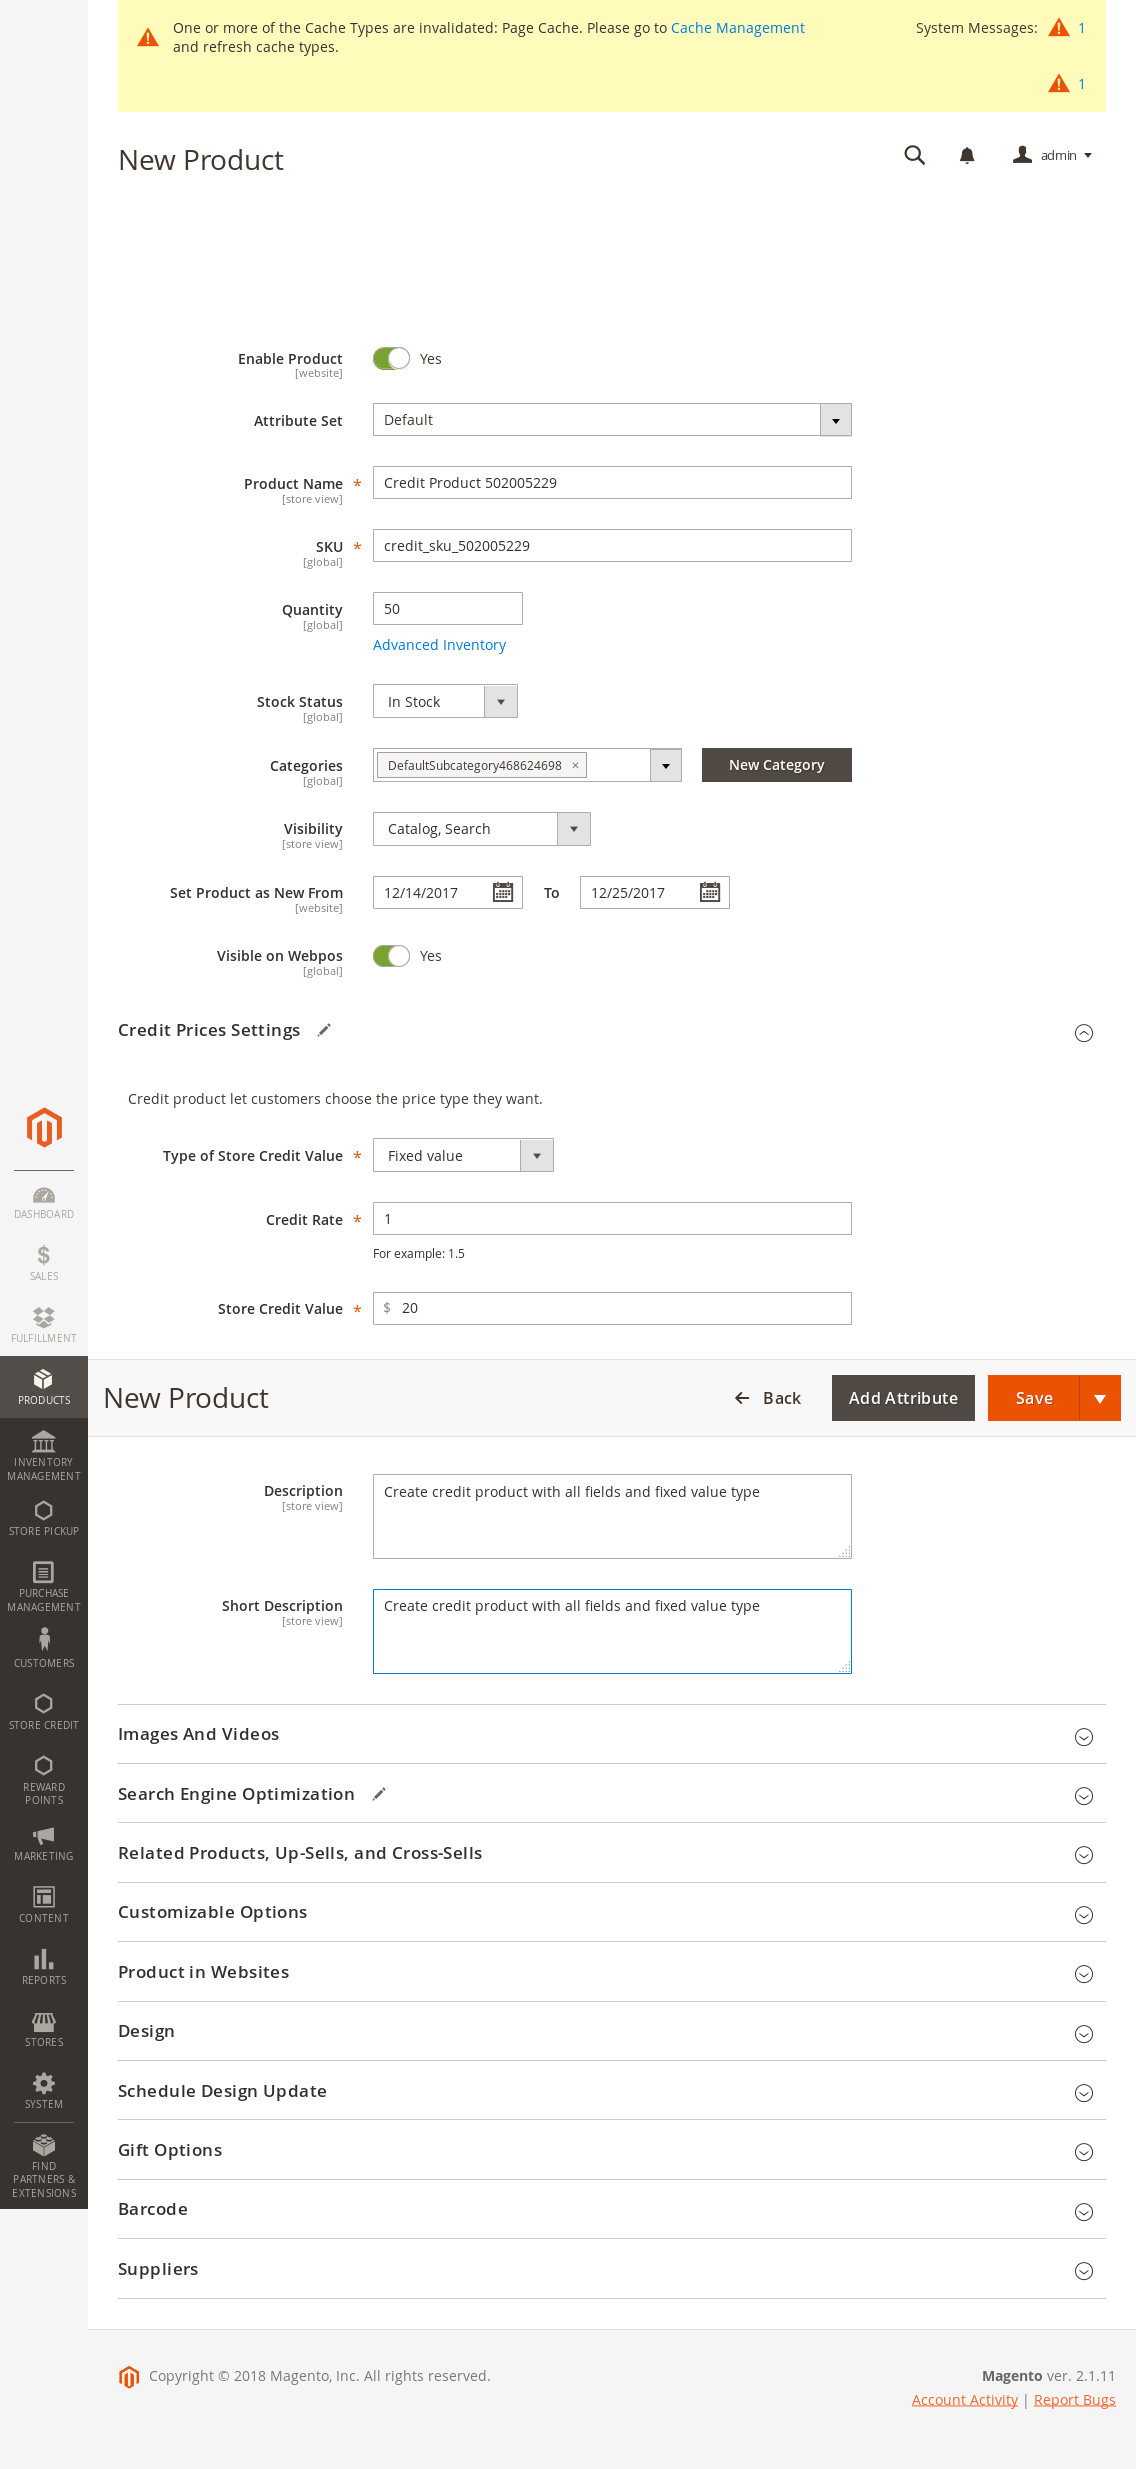 One or more of the Cache Types are invalidated: Page Cache. Please go to Cache Management
and refresh cache types.
System Messages: 1
1
New Product
admin
Enable Product
[website]
Yes
Attribute Set
Default
Product Name *
[store view]
Credit Product 502005229
SKU *
[global]
credit_sku_502005229
Quantity
[global]
50
Advanced Inventory
Stock Status
[global]
In Stock
Categories
[global]
DefaultSubcategory468624698 ×
New Category
Visibility
[store view]
Catalog, Search
Set Product as New From
[website]
12/14/2017
To
12/25/2017
Visible on Webpos
[global]
Yes
Credit Prices Settings
Credit product let customers choose the price type they want.
Type of Store Credit Value *
Fixed value
Credit Rate *
1
For example: 1.5
Store Credit Value *
$ 20
New Product
Back
Add Attribute
Save
Description
[store view]
Create credit product with all fields and fixed value type
Short Description
[store view]
Create credit product with all fields and fixed value type
Images And Videos
Search Engine Optimization
Related Products, Up-Sells, and Cross-Sells
Customizable Options
Product in Websites
Design
Schedule Design Update
Gift Options
Barcode
Suppliers
DASHBOARD
$
SALES
FULFILLMENT
PRODUCTS
INVENTORY
MANAGEMENT
STORE PICKUP
PURCHASE
MANAGEMENT
CUSTOMERS
STORE CREDIT
REWARD
POINTS
MARKETING
CONTENT
REPORTS
STORES
SYSTEM
FIND
PARTNERS &
EXTENSIONS
Copyright © 2018 Magento, Inc. All rights reserved.
Magento ver. 2.1.11
Account Activity | Report Bugs